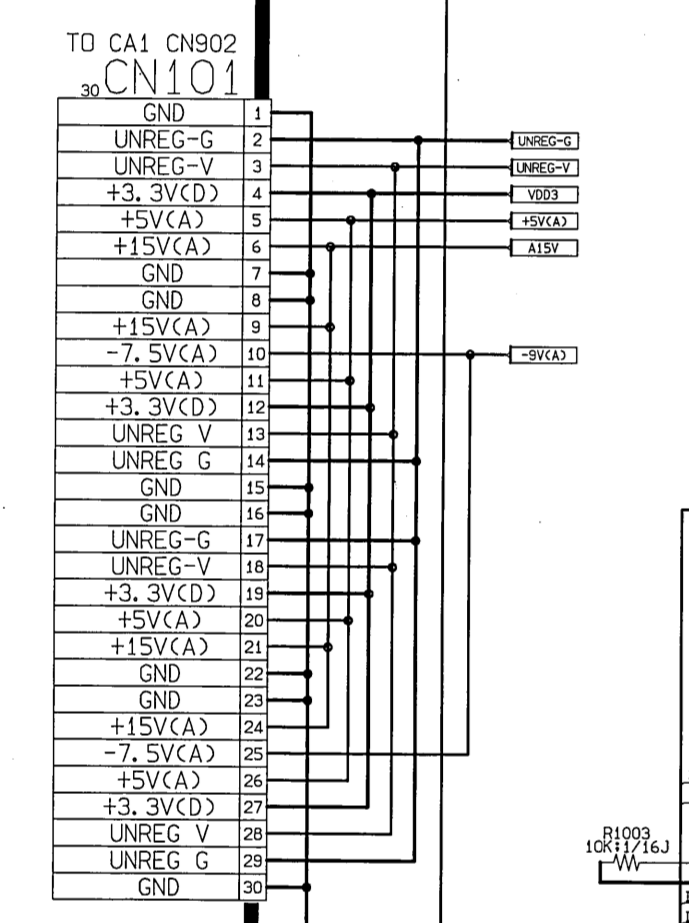 TO CA1 CN902
30 CN101
GND 1
UNREG-G 2 UNREG-G
UNREG-V 3 UNREG-V
+3.3V(D) 4 VDD3
+5V(A) 5 +5V(A)
+15V(A) 6 A15V
GND 7
GND 8
+15V(A) 9
-7.5V(A) 10 -9V(A)
+5V(A) 11
+3.3V(D) 12
UNREG V 13
UNREG G 14
GND 15
GND 16
UNREG-G 17
UNREG-V 18
+3.3V(D) 19
+5V(A) 20
+15V(A) 21
GND 22
GND 23
+15V(A) 24
-7.5V(A) 25
+5V(A) 26
+3.3V(D) 27
UNREG V 28
UNREG G 29
GND 30
R1003
10K:1/16J